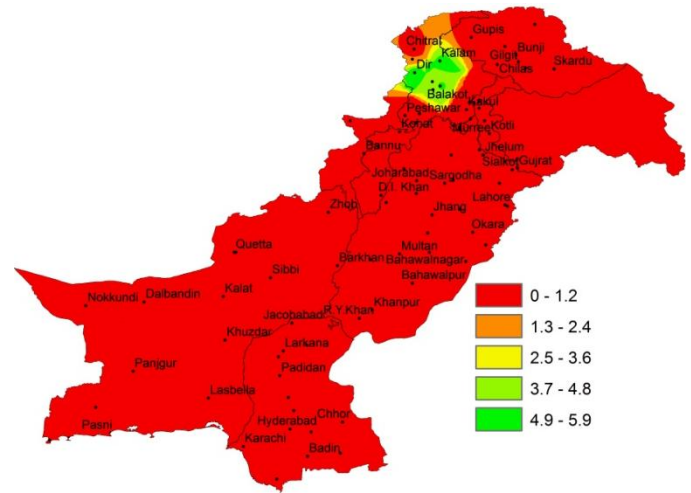 Chitral
Gupis
Kalam
Gilgit
Bunji
Dir
Chilas
Skardu
Balakot
Peshawar
Kakul
Kohat
Murree
Kotli
Bannu
Jhelum
Sialkot
Gujrat
Joharabad
Sargodha
D.I. Khan
Lahore
Zhob
Jhang
Okara
Quetta
Multan
Barkhan
Bahawalnagar
Sibbi
Bahawalpur
Nokkundi
Dalbandin
Kalat
Khanpur
R.Y.Khan
Jacobabad
Khuzdar
Larkana
Panjgur
Padidan
Lasbella
Chhor
Pasni
Hyderabad
Karachi
Badin
0 - 1.2
1.3 - 2.4
2.5 - 3.6
3.7 - 4.8
4.9 - 5.9